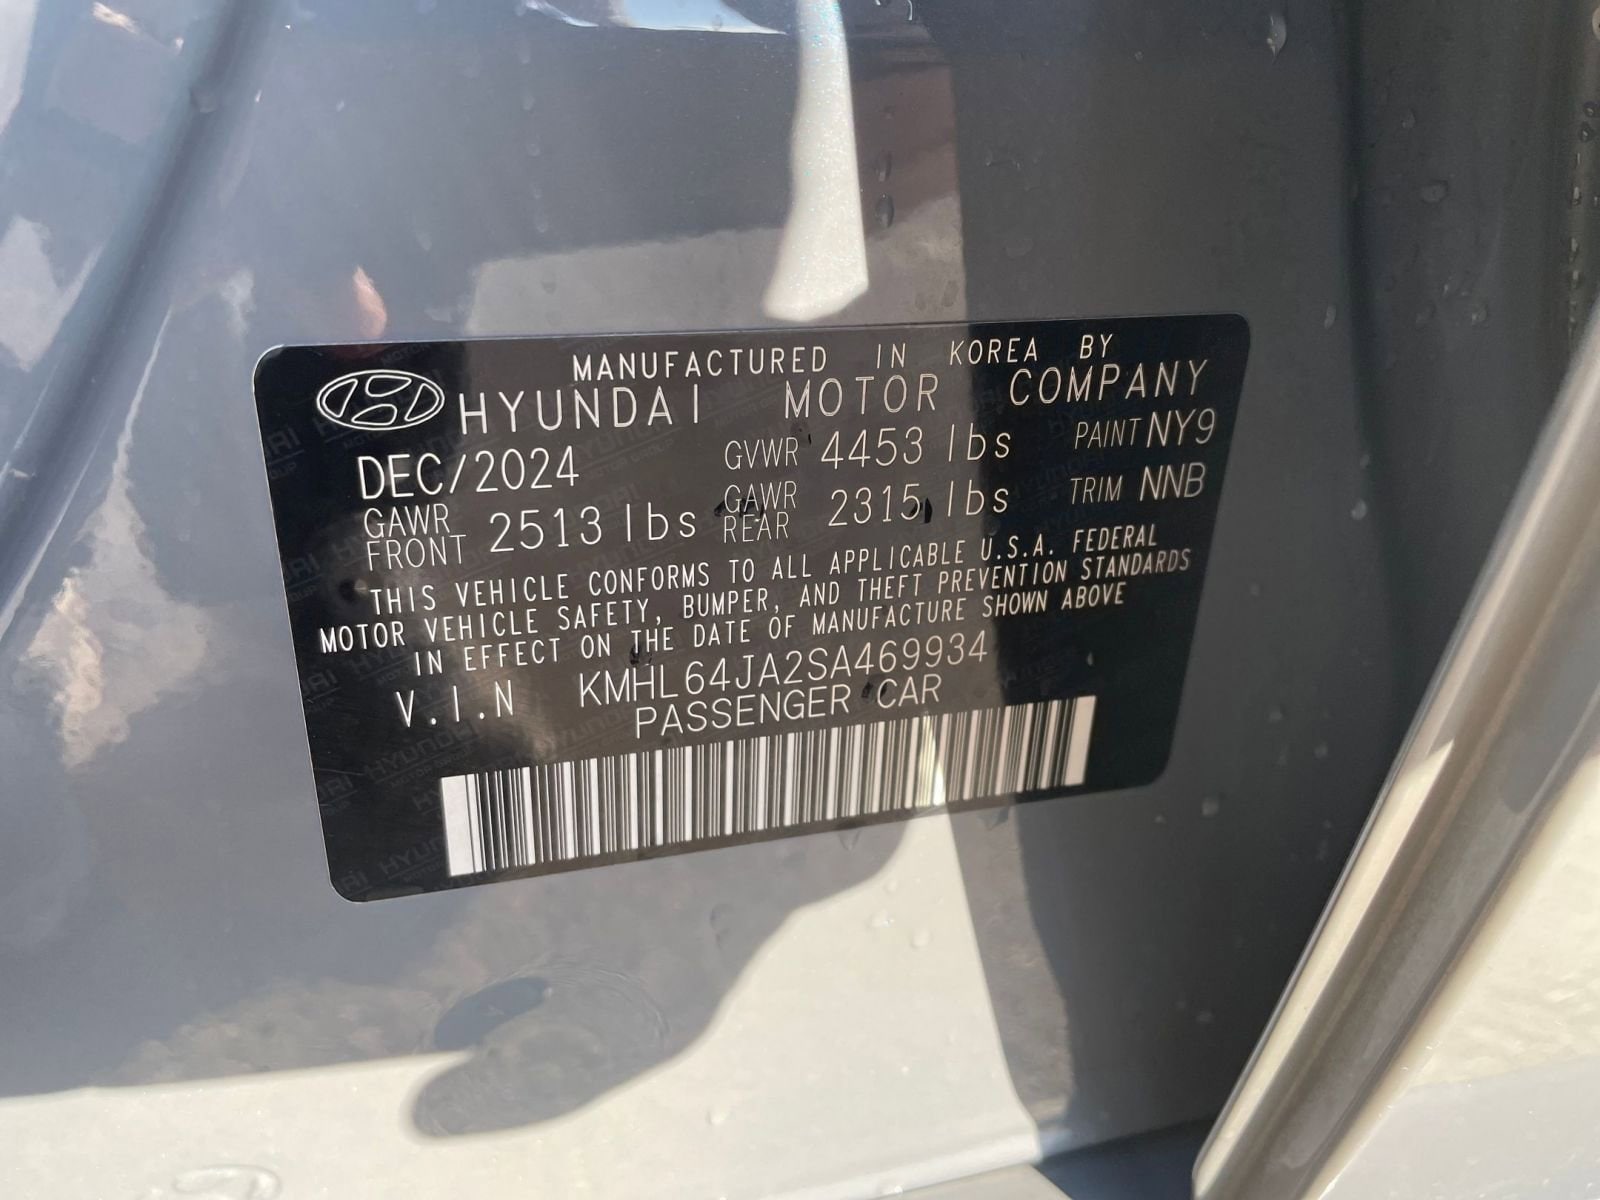 MANUFACTURED IN KOREA BY
HYUNDAI MOTOR COMPANY
DEC/2024 GVWR 4453 lbs PAINT NY9
GAWR FRONT 2513 lbs GAWR REAR 2315 lbs TRIM NNB
THIS VEHICLE CONFORMS TO ALL APPLICABLE U.S.A. FEDERAL
MOTOR VEHICLE SAFETY, BUMPER, AND THEFT PREVENTION STANDARDS
IN EFFECT ON THE DATE OF MANUFACTURE SHOWN ABOVE
V.I.N KMHL64JA2SA469934
PASSENGER CAR